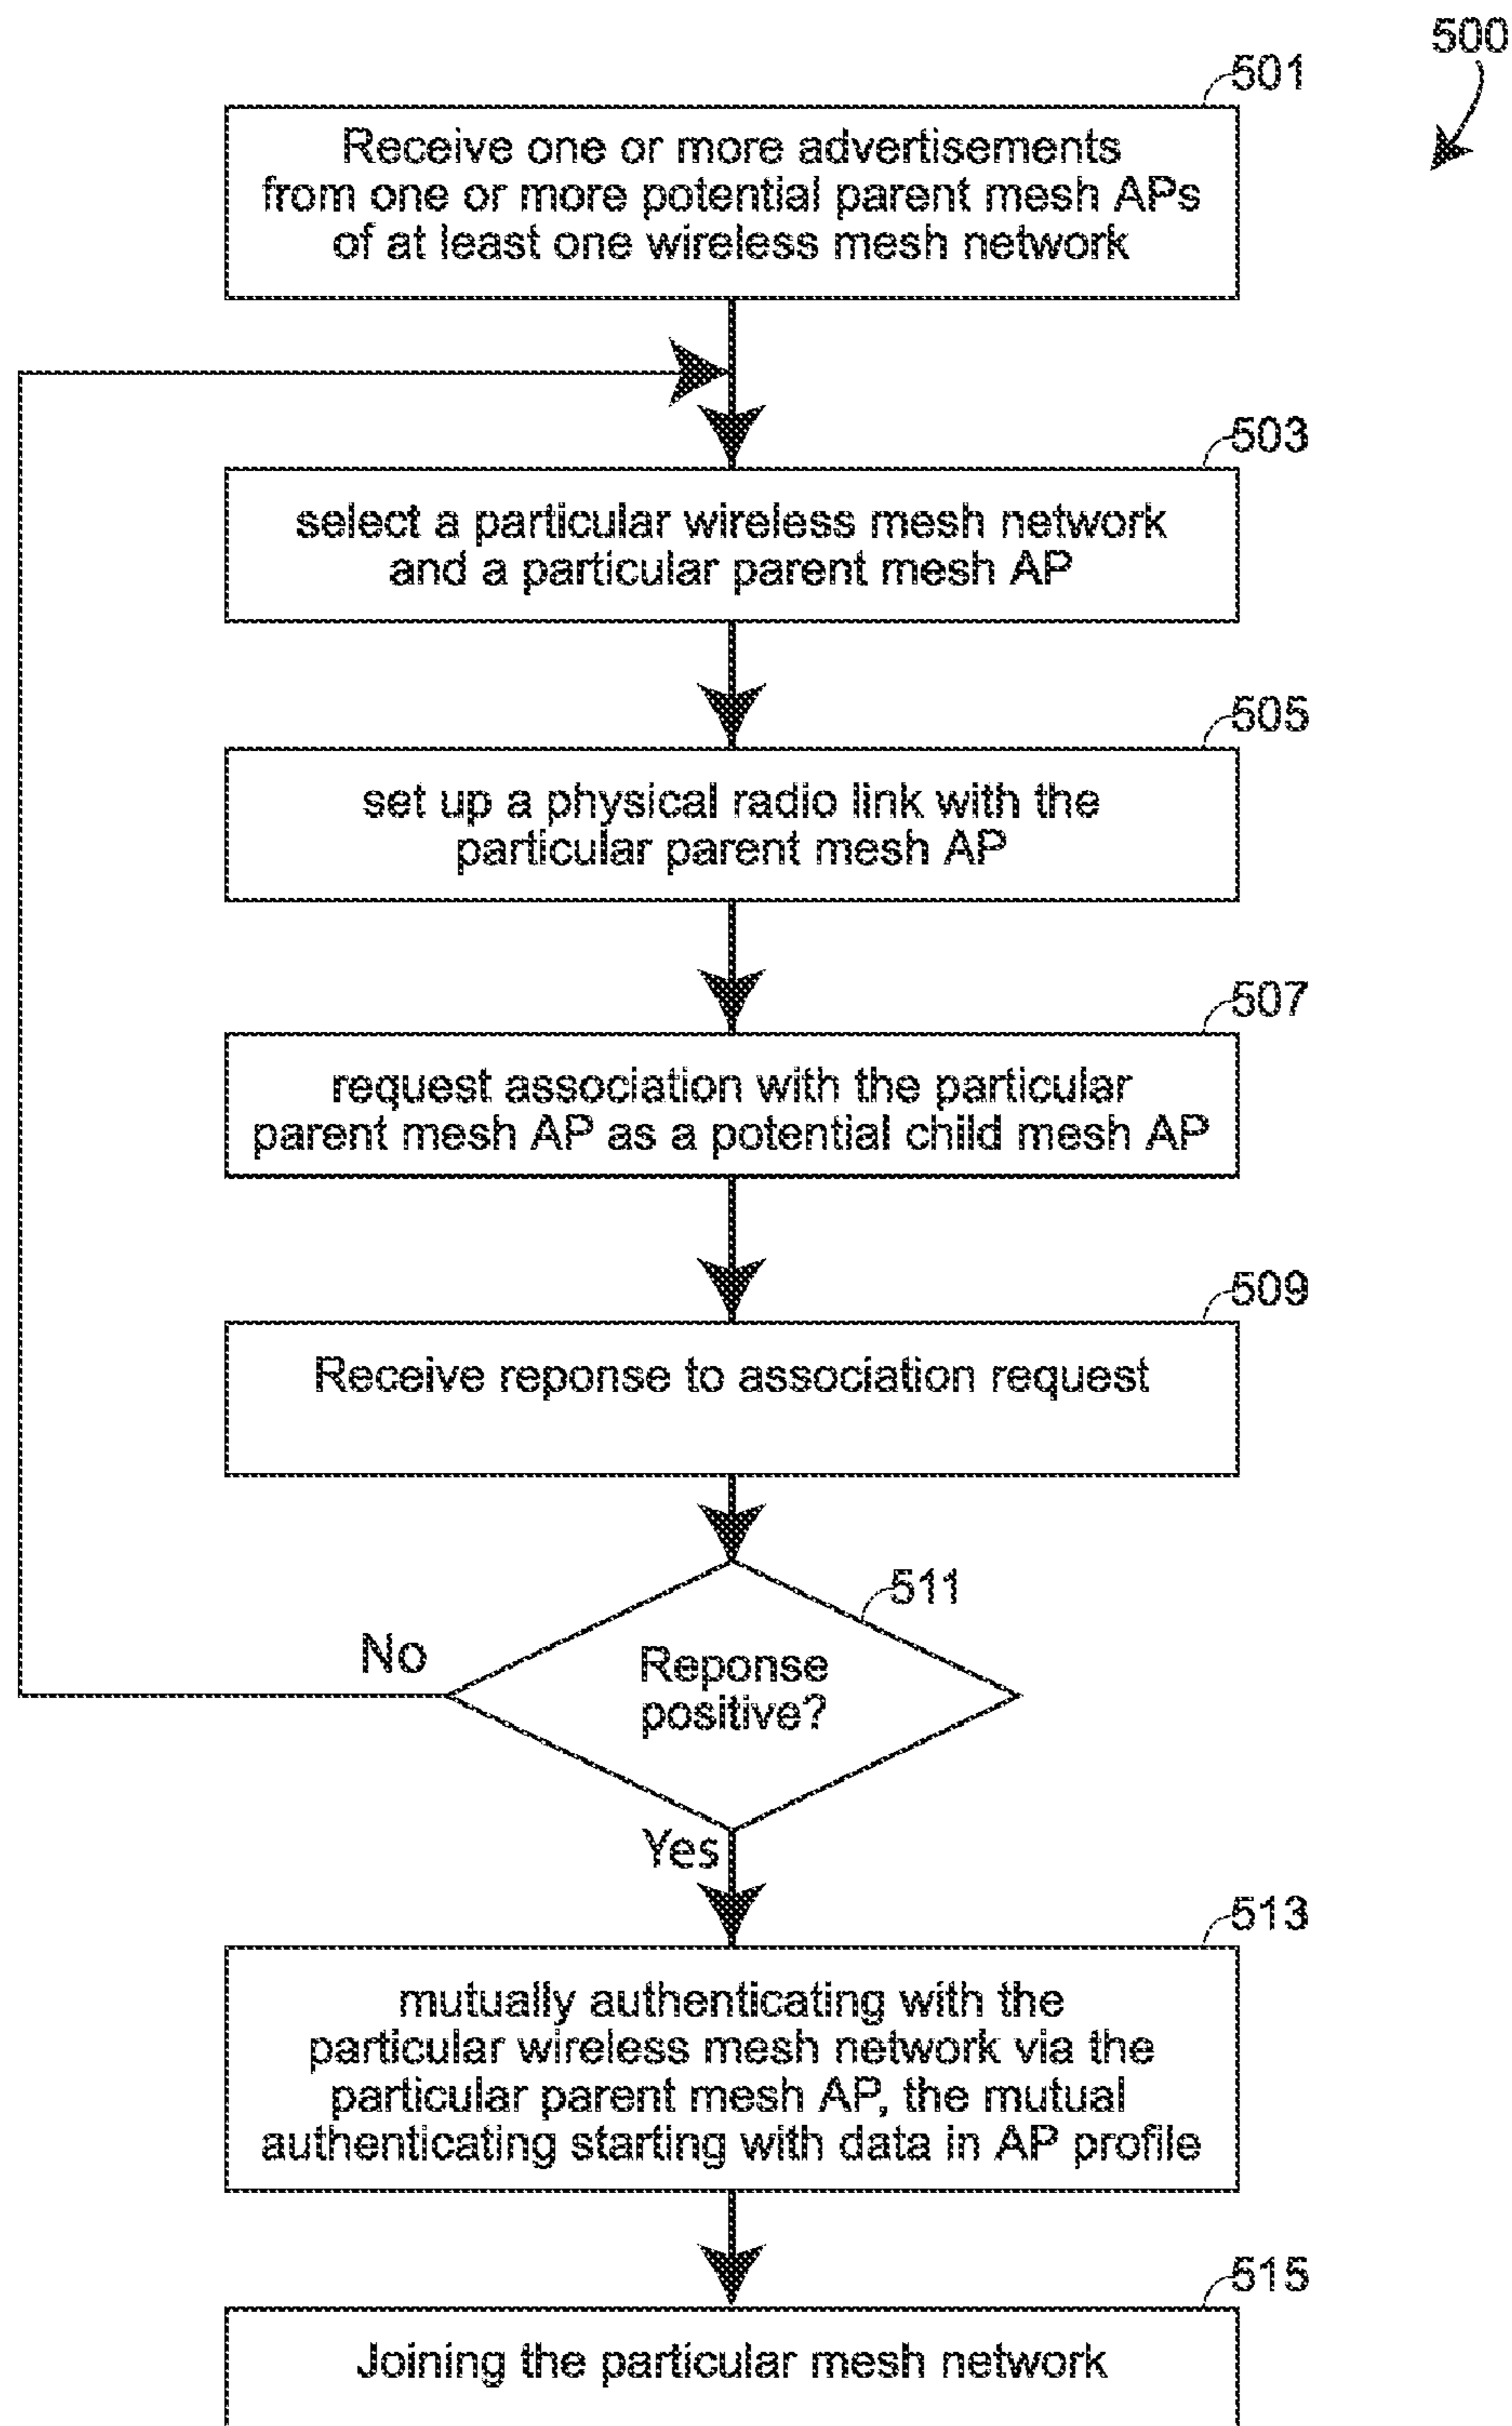 500
501
Receive one or more advertisements
from one or more potential parent mesh APs
of at least one wireless mesh network
503
select a particular wireless mesh network
and a particular parent mesh AP
505
set up a physical radio link with the
particular parent mesh AP
507
request association with the particular
parent mesh AP as a potential child mesh AP
509
Receive reponse to association request
511
Reponse
positive?
No
Yes
513
mutually authenticating with the
particular wireless mesh network via the
particular parent mesh AP, the mutual
authenticating starting with data in AP profile
515
Joining the particular mesh network